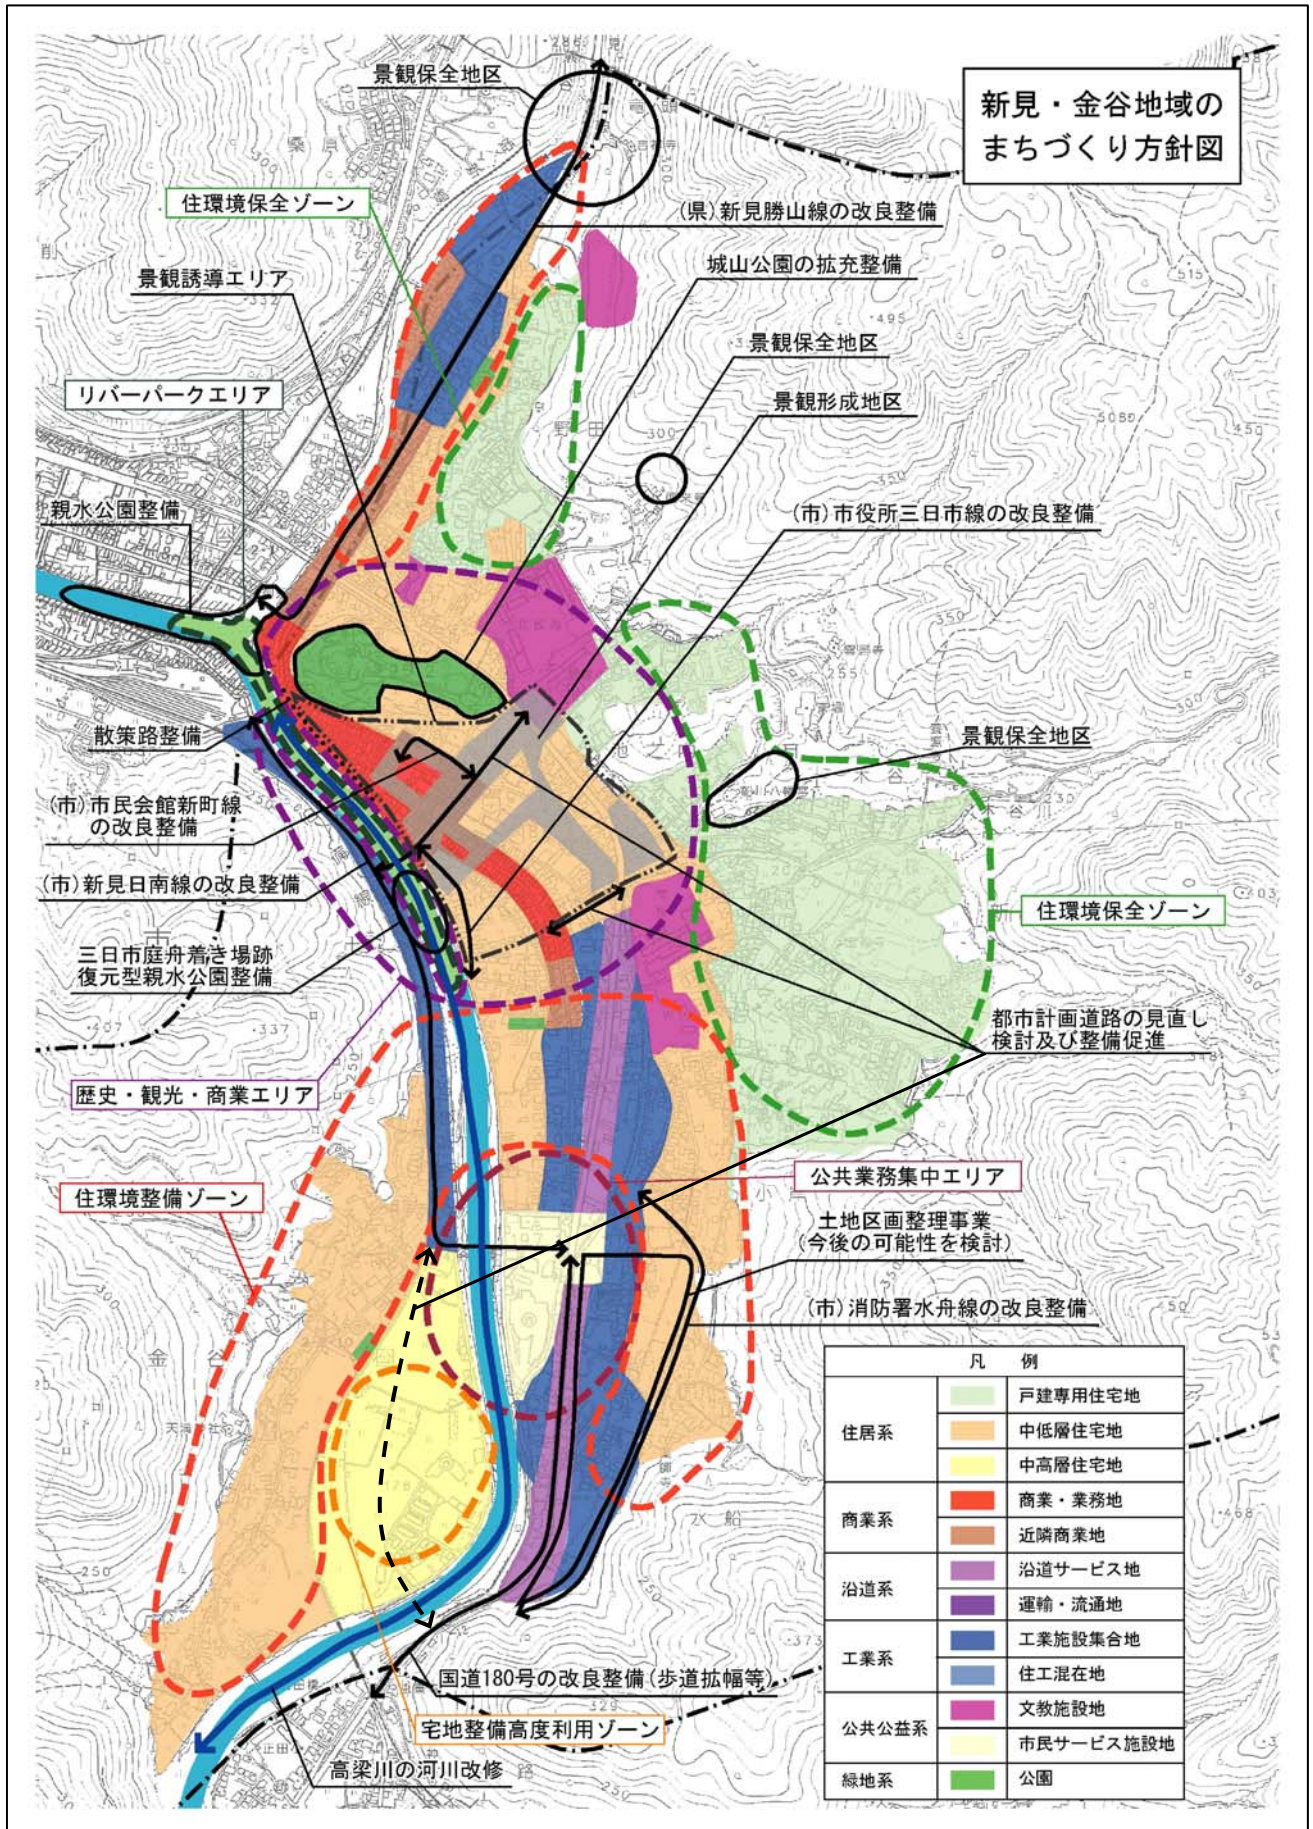 新見・金谷地域の
まちづくり方針図
景観保全地区
住環境保全ゾーン
(県)新見勝山線の改良整備
城山公園の拡充整備
景観誘導エリア
景観保全地区
リバーパークエリア
景観形成地区
親水公園整備
(市)市役所三日市線の改良整備
散策路整備
景観保全地区
(市)市民会館新町線
の改良整備
(市)新見日南線の改良整備
住環境保全ゾーン
三日市庭舟着き場跡
復元型親水公園整備
都市計画道路の見直し
検討及び整備促進
歴史・観光・商業エリア
公共業務集中エリア
住環境整備ゾーン
土地区画整理事業
(今後の可能性を検討)
(市)消防署水舟線の改良整備
国道180号の改良整備(歩道拡幅等)
宅地整備高度利用ゾーン
高梁川の河川改修
凡 例
住居系
戸建専用住宅地
中低層住宅地
中高層住宅地
商業系
商業・業務地
近隣商業地
沿道系
沿道サービス地
運輸・流通地
工業系
工業施設集合地
住工混在地
公共公益系
文教施設地
市民サービス施設地
緑地系
公園
野田
金谷
水船
515
495
300
337
407